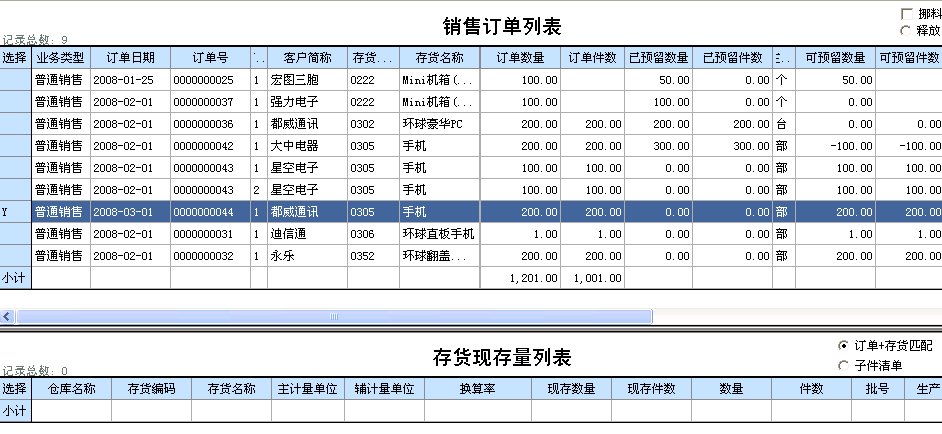 销售订单列表
挪料
释放
记录总数: 9
选择 业务类型 订单日期 订单号 客户简称 存货... 存货名称 订单数量 订单件数 已预留数量 已预留件数 可预留数量 可预留件数
普通销售 2008-01-25 0000000025 1 宏图三胞 0222 Mini机箱(... 100.00 50.00 0.00 个 50.00
普通销售 2008-02-01 0000000037 1 强力电子 0222 Mini机箱(... 100.00 100.00 0.00 个 0.00
普通销售 2008-02-01 0000000036 1 都威通讯 0302 环球豪华PC 200.00 200.00 200.00 200.00 台 0.00 0.00
普通销售 2008-02-01 0000000042 1 大中电器 0305 手机 200.00 200.00 300.00 300.00 部 -100.00 -100.00
普通销售 2008-02-01 0000000043 1 星空电子 0305 手机 100.00 100.00 0.00 0.00 部 100.00 100.00
普通销售 2008-02-01 0000000043 2 星空电子 0305 手机 100.00 100.00 0.00 0.00 部 100.00 100.00
Y 普通销售 2008-03-01 0000000044 1 都威通讯 0305 手机 200.00 200.00 0.00 0.00 部 200.00 200.00
普通销售 2008-02-01 0000000031 1 迪信通 0306 环球直板手机 1.00 1.00 0.00 0.00 部 1.00 1.00
普通销售 2008-02-01 0000000032 1 永乐 0352 环球翻盖... 200.00 200.00 0.00 0.00 部 200.00 200.00
小计 1,201.00 1,001.00
存货现存量列表
订单+存货匹配
子件清单
记录总数: 0
选择 仓库名称 存货编码 存货名称 主计量单位 辅计量单位 换算率 现存数量 现存件数 数量 件数 批号 生产
小计